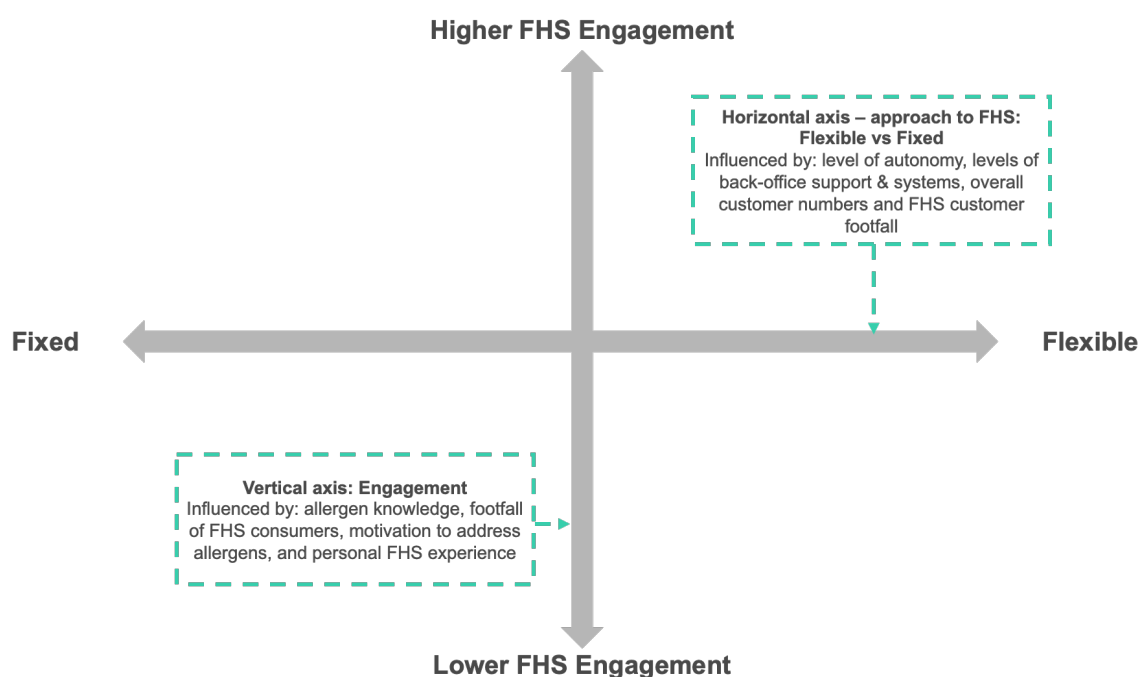 Higher FHS Engagement
Horizontal axis – approach to FHS:
Flexible vs Fixed
Influenced by: level of autonomy, levels of
back-office support & systems, overall
customer numbers and FHS customer
footfall
Fixed
Flexible
Vertical axis: Engagement
Influenced by: allergen knowledge, footfall
of FHS consumers, motivation to address
allergens, and personal FHS experience
Lower FHS Engagement